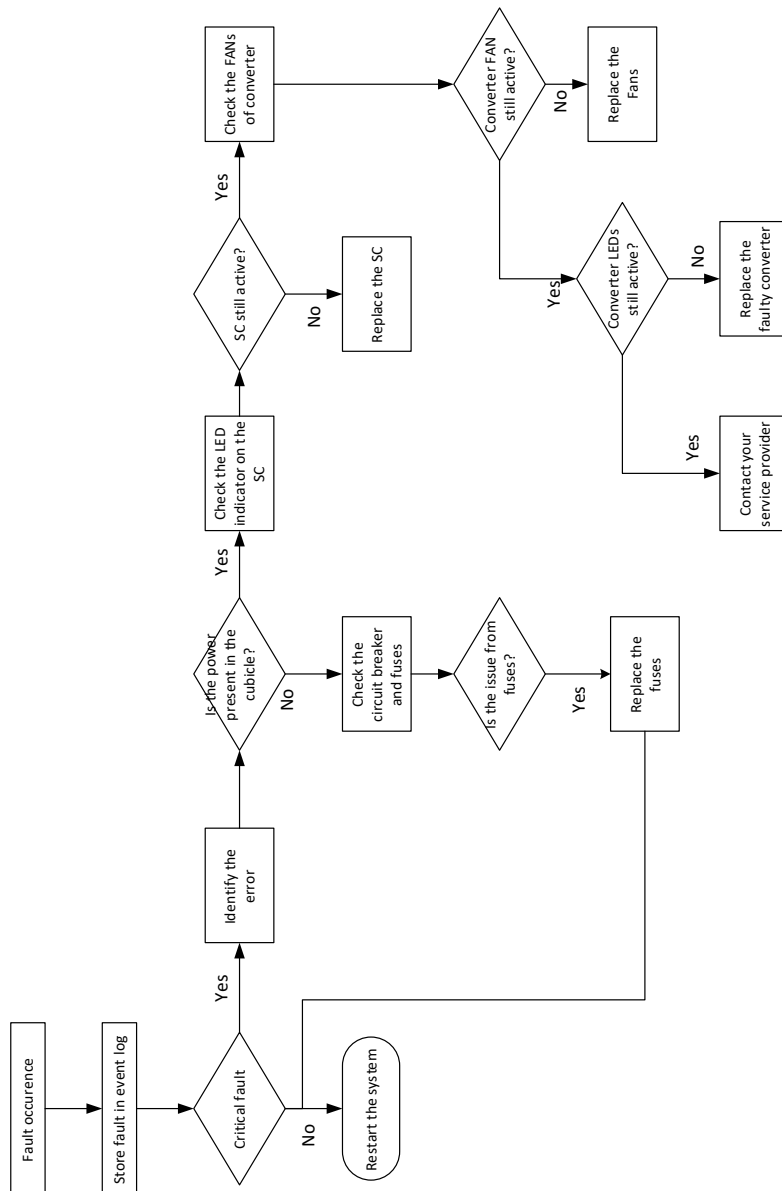 Fault occurence
Store fault in event log
Critical fault
No
Restart the system
Yes
Identify the
error
Is the power
present in the
cubicle?
No
Check the
circuit breaker
and fuses
Is the issue from
fuses?
Yes
Replace the
fuses
Yes
Check the LED
indicator on the
SC
SC still active?
No
Replace the SC
Yes
Check the FANs
of converter
Converter FAN
still active?
No
Replace the
Fans
Yes
Converter LEDs
still active?
No
Replace the
faulty converter
Yes
Contact your
service provider